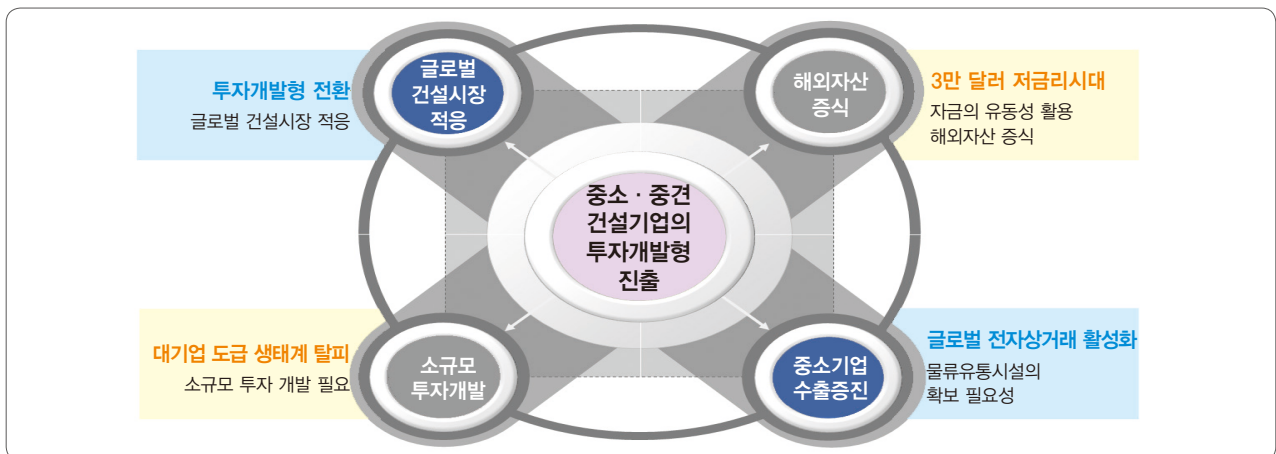 투자개발형 전환
글로벌 건설시장 적응
글로벌
건설시장
적응
해외자산
증식
3만 달러 저금리시대
자금의 유동성 활용
해외자산 증식
중소 · 중견
건설기업의
투자개발형
진출
대기업 도급 생태계 탈피
소규모 투자 개발 필요
소규모
투자개발
중소기업
수출증진
글로벌 전자상거래 활성화
물류유통시설의
확보 필요성